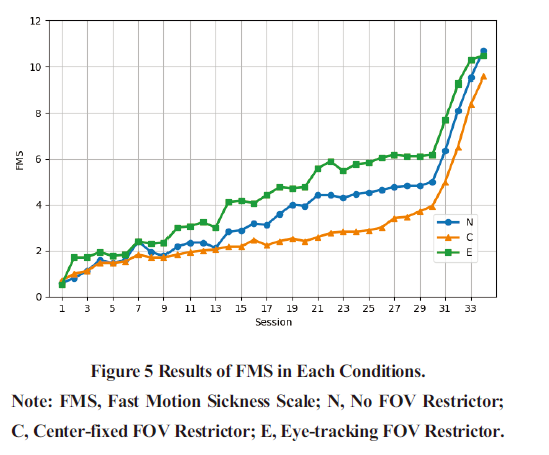 12
10
8
6
4
2
0
FMS
N
C
E
1 3 5 7 9 11 13 15 17 19 21 23 25 27 29 31 33
Session
Figure 5 Results of FMS in Each Conditions.
Note: FMS, Fast Motion Sickness Scale; N, No FOV Restrictor;
C, Center-fixed FOV Restrictor; E, Eye-tracking FOV Restrictor.